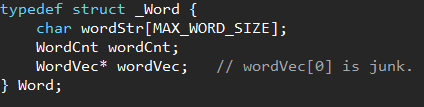 typedef struct _Word {
    char wordStr[MAX_WORD_SIZE];
    WordCnt wordCnt;
    WordVec* wordVec;   // wordVec[0] is junk.
} Word;